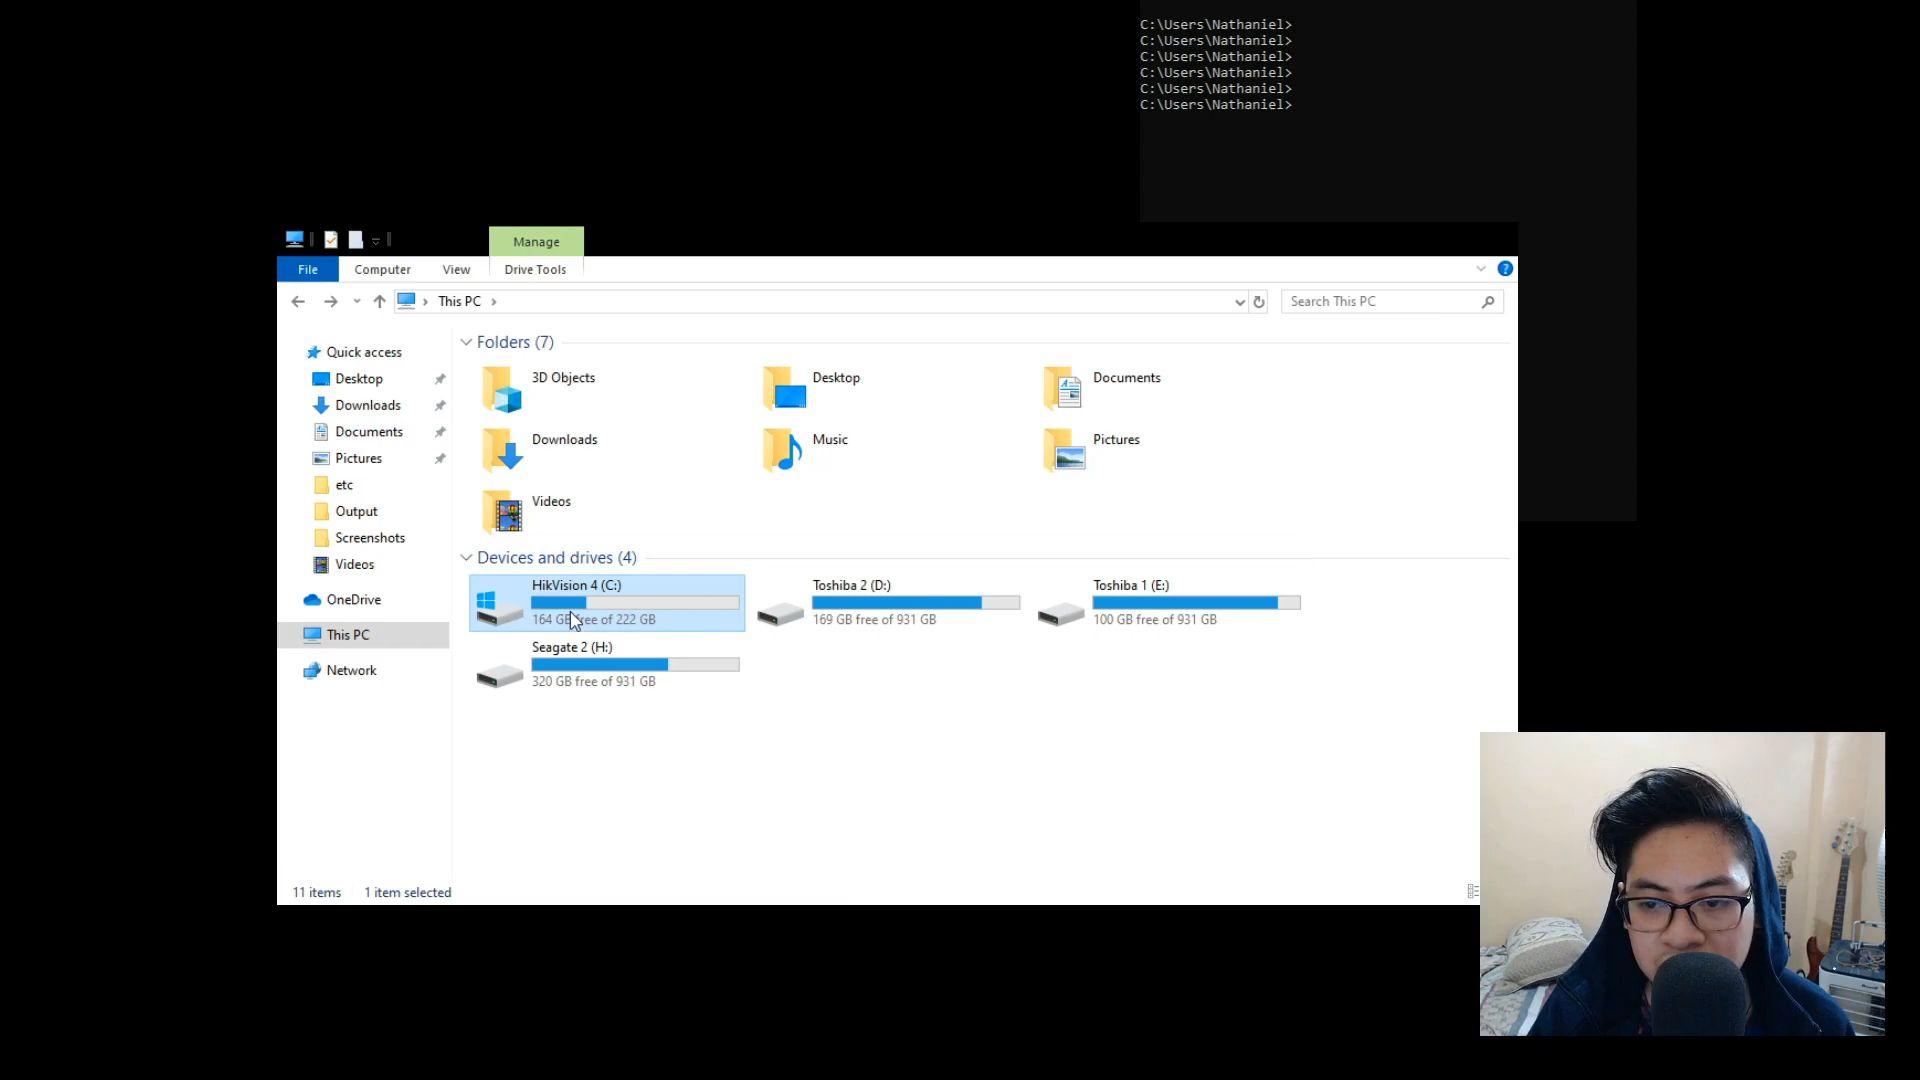 C:\Users\Nathaniel>
C:\Users\Nathaniel>
C:\Users\Nathaniel>
C:\Users\Nathaniel>
C:\Users\Nathaniel>
C:\Users\Nathaniel>
Manage
File
Computer
View
Drive Tools
?
This PC
Search This PC
Quick access
Desktop
Downloads
Documents
Pictures
etc
Output
Screenshots
Videos
OneDrive
This PC
Network
Folders (7)
3D Objects
Desktop
Documents
Downloads
Music
Pictures
Videos
Devices and drives (4)
HikVision 4 (C:)
164 GB free of 222 GB
Toshiba 2 (D:)
169 GB free of 931 GB
Toshiba 1 (E:)
100 GB free of 931 GB
Seagate 2 (H:)
320 GB free of 931 GB
11 items
1 item selected